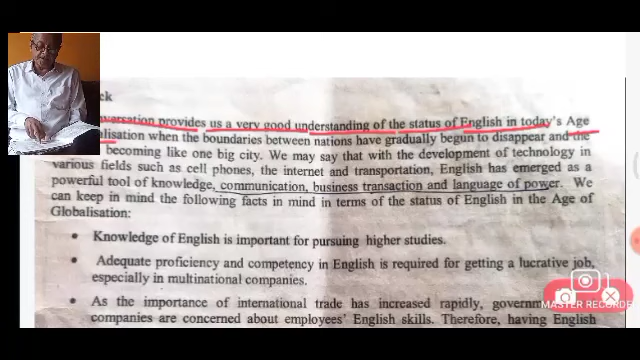 ck
versation provides us a very good understanding of the status of English in today's Age
alisation when the boundaries between nations have gradually begun to disappear and the
becoming like one big city. We may say that with the development of technology in
various fields such as cell phones, the internet and transportation, English has emerged as a
powerful tool of knowledge, communication, business transaction and language of power. We
can keep in mind the following facts in mind in terms of the status of English in the Age of
Globalisation:
• Knowledge of English is important for pursuing higher studies.
• Adequate proficiency and competency in English is required for getting a lucrative job,
especially in multinational companies.
• As the importance of international trade has increased rapidly, governm
companies are concerned about employees' English skills. Therefore, having English
MASTER RECORDE